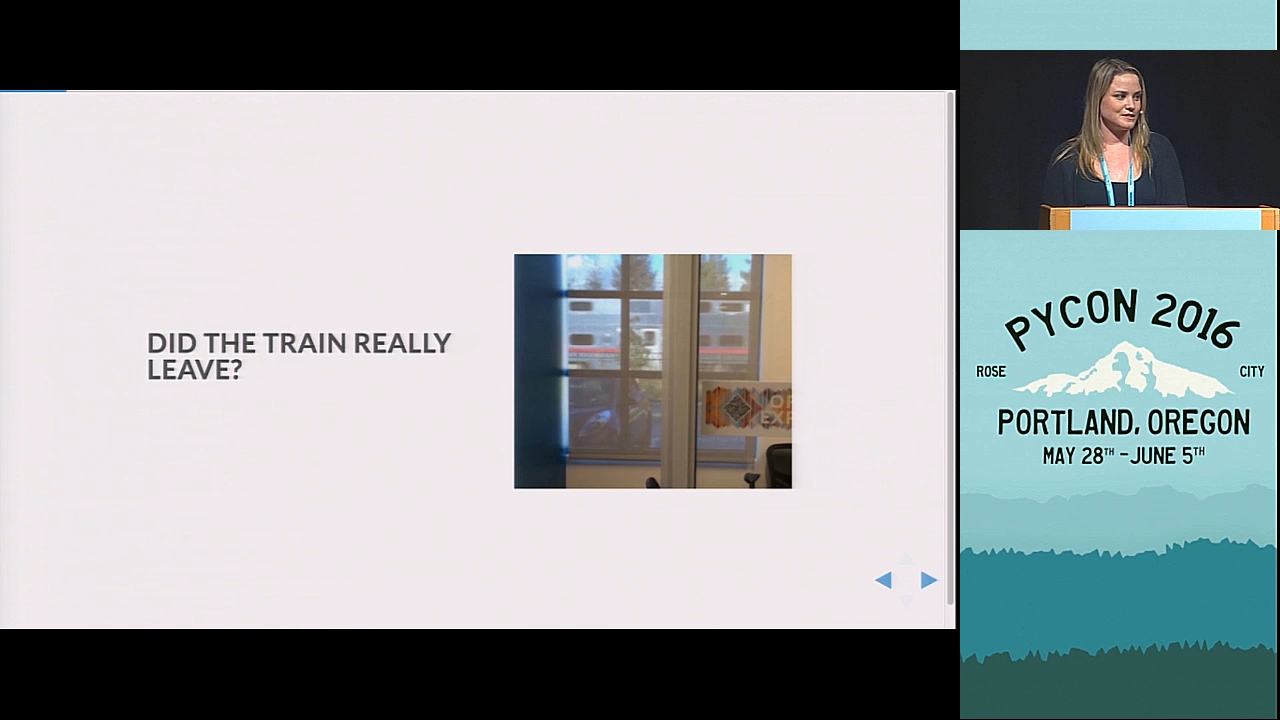 DID THE TRAIN REALLY
LEAVE?
PYCON 2016
ROSE
CITY
PORTLAND, OREGON
MAY 28TH - JUNE 5TH